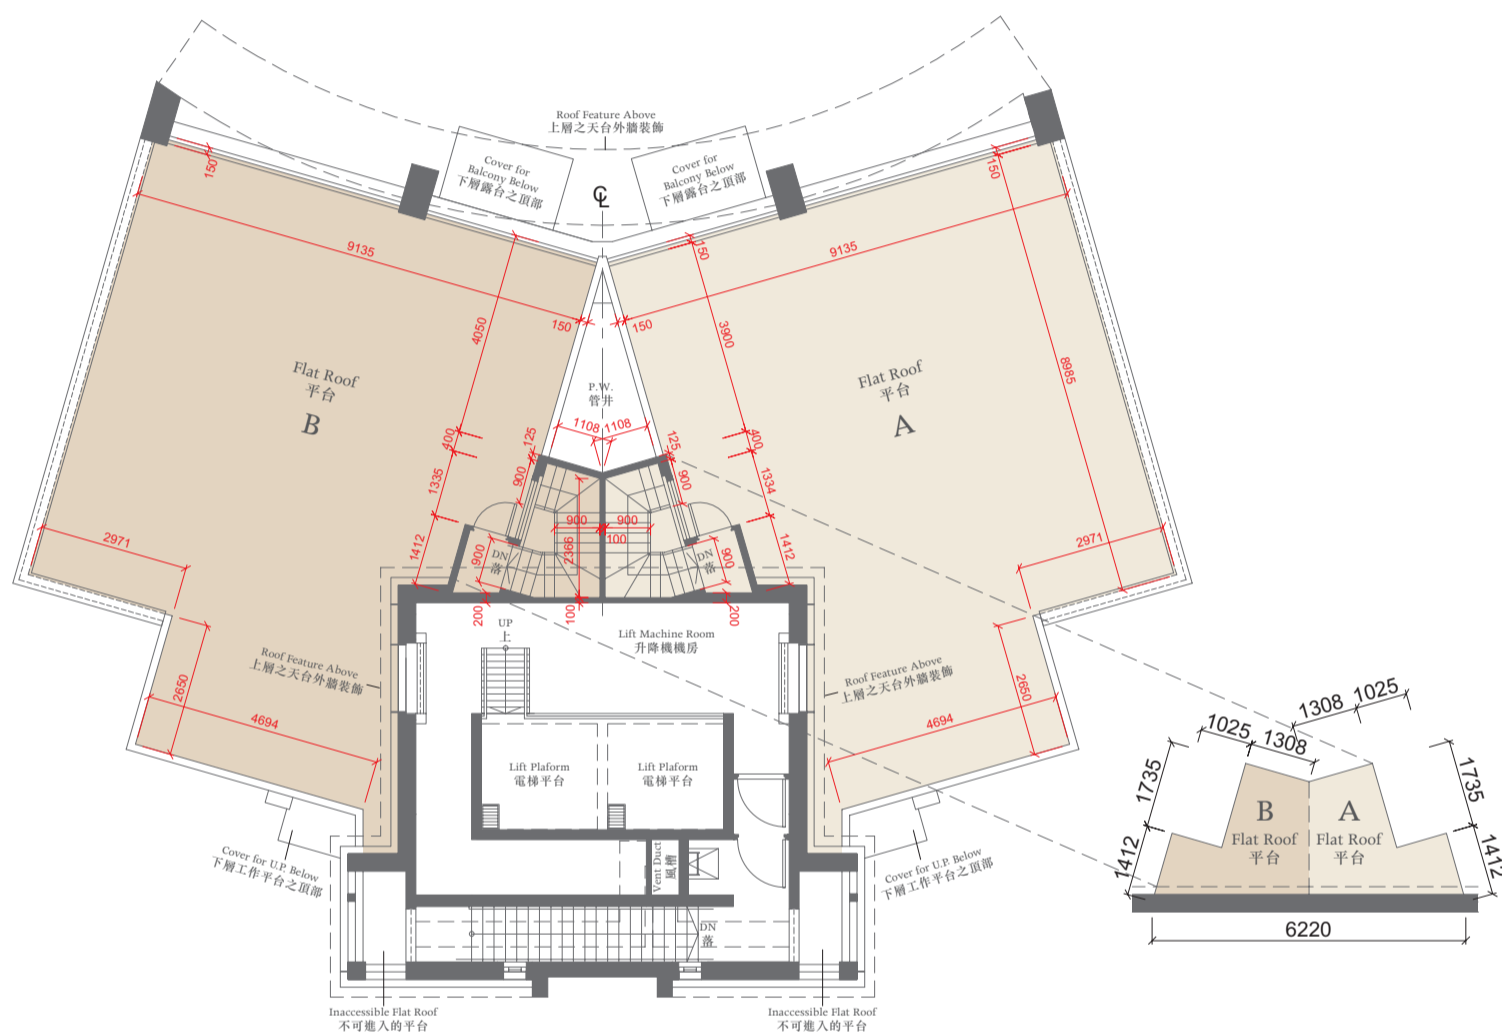 Roof Feature Above
上層之天台外牆裝飾
Cover for
Balcony Below
下層露台之頂部
Cover for
Balcony Below
下層露台之頂部
℄
150
150
150
9135
9135
150
150
4050
3900
8985
Flat Roof
平台
B
Flat Roof
平台
A
P.W.
管井
1108
1108
400
125
125
400
1335
900
900
1334
2971
1412
DN
落
900
900
2366
900
100
DN
落
900
1412
2971
200
100
200
UP
上
Lift Machine Room
升降機機房
Roof Feature Above
上層之天台外牆裝飾
Roof Feature Above
上層之天台外牆裝飾
2650
2650
4694
4694
Lift Plaform
電梯平台
Lift Plaform
電梯平台
Vent Duct
風槽
Cover for U.P. Below
下層工作平台之頂部
Cover for U.P. Below
下層工作平台之頂部
DN
落
Inaccessible Flat Roof
不可進入的平台
Inaccessible Flat Roof
不可進入的平台
1308
1025
1025
1308
1735
1735
B
Flat Roof
平台
A
Flat Roof
平台
1412
1412
6220